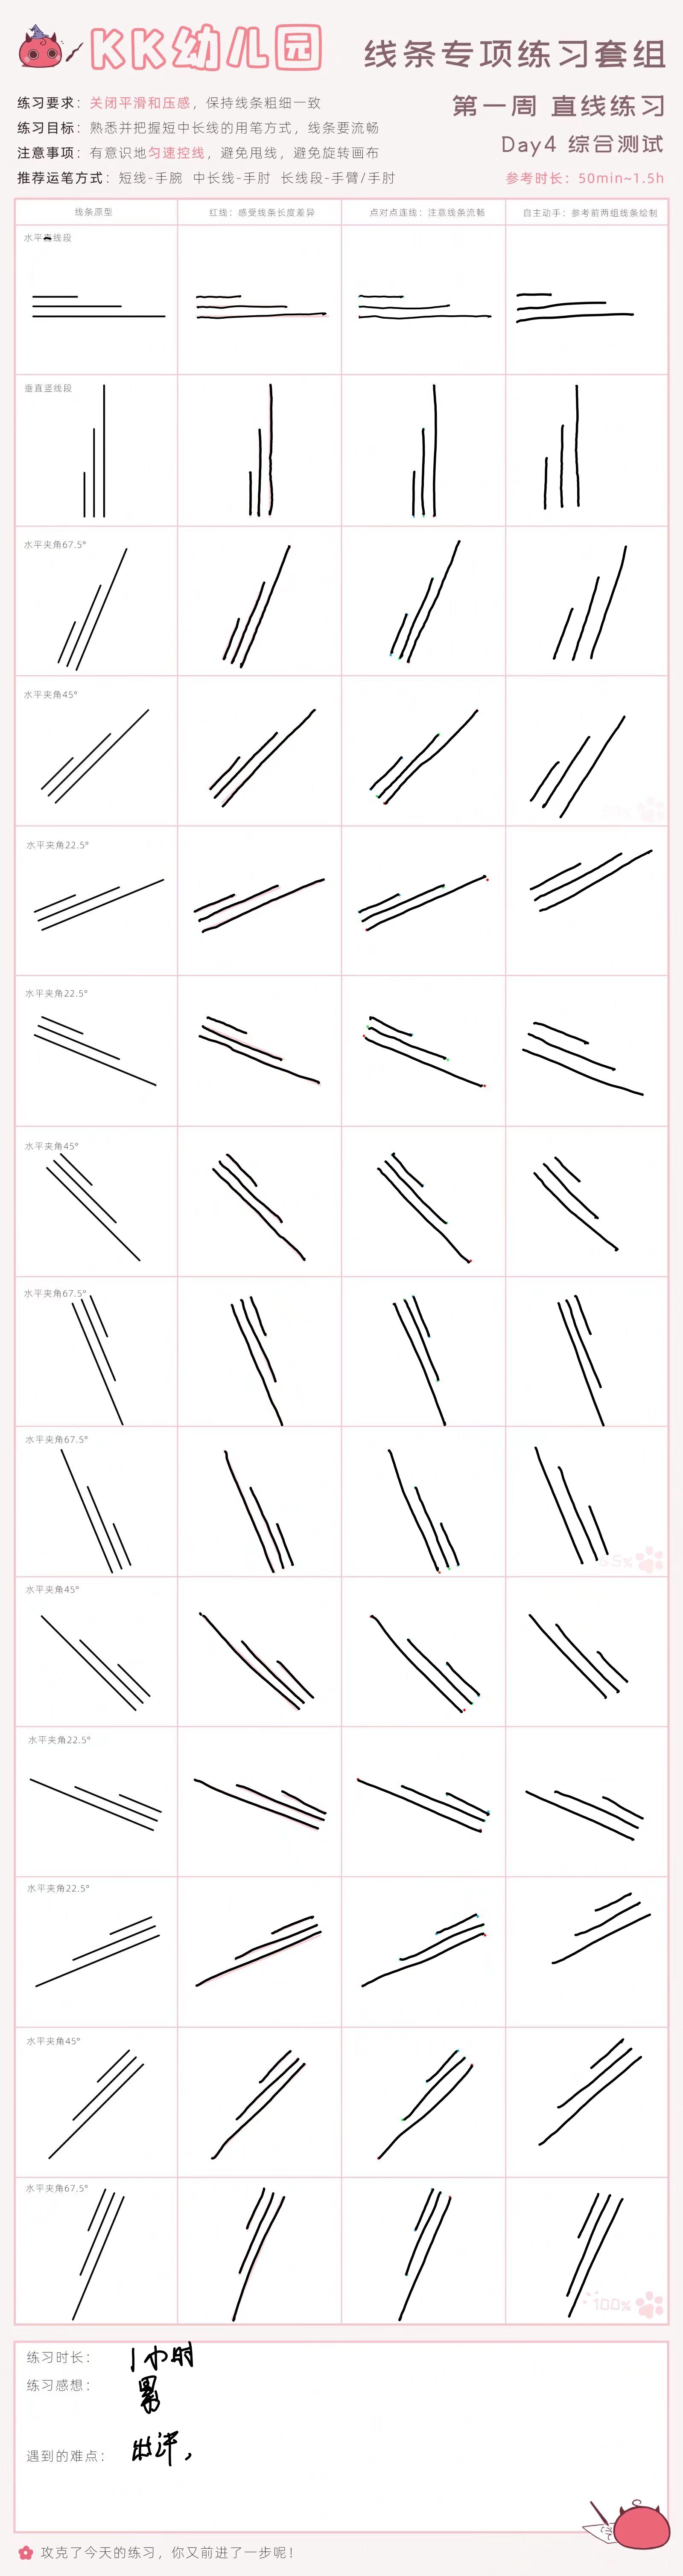 KK幼儿园
线条专项练习套组
练习要求：关闭平滑和压感，保持线条粗细一致
第一周 直线练习
练习目标：熟悉并把握短中长线的用笔方式，线条要流畅
Day4 综合测试
注意事项：有意识地匀速控线，避免甩线，避免旋转画布
推荐运笔方式：短线-手腕 中长线-手肘 长线段-手臂/手肘
参考时长：50min~1.5h
线条原型
红线：感受线条长度差异
点对点连线：注意线条流畅
自主动手：参考前两组线条绘制
水平直线段
垂直竖线段
水平夹角67.5°
水平夹角45°
水平夹角22.5°
水平夹角22.5°
水平夹角45°
水平夹角67.5°
水平夹角67.5°
65%
水平夹角45°
水平夹角22.5°
水平夹角22.5°
水平夹角45°
水平夹角67.5°
100%
练习时长：1小时
练习感想：累
遇到的难点：
攻克了今天的练习，你又前进了一步呢！